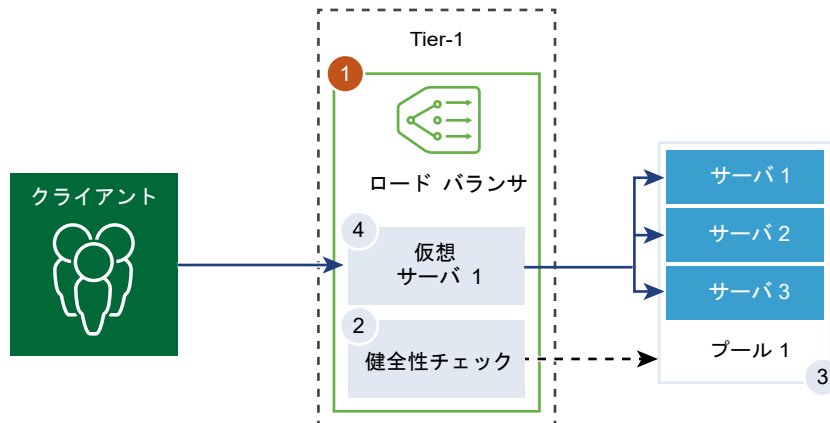 Tier-1
1
ロード バランサ
クライアント
4
仮想
サーバ 1
2
健全性チェック
サーバ 1
サーバ 2
サーバ 3
プール 1
3